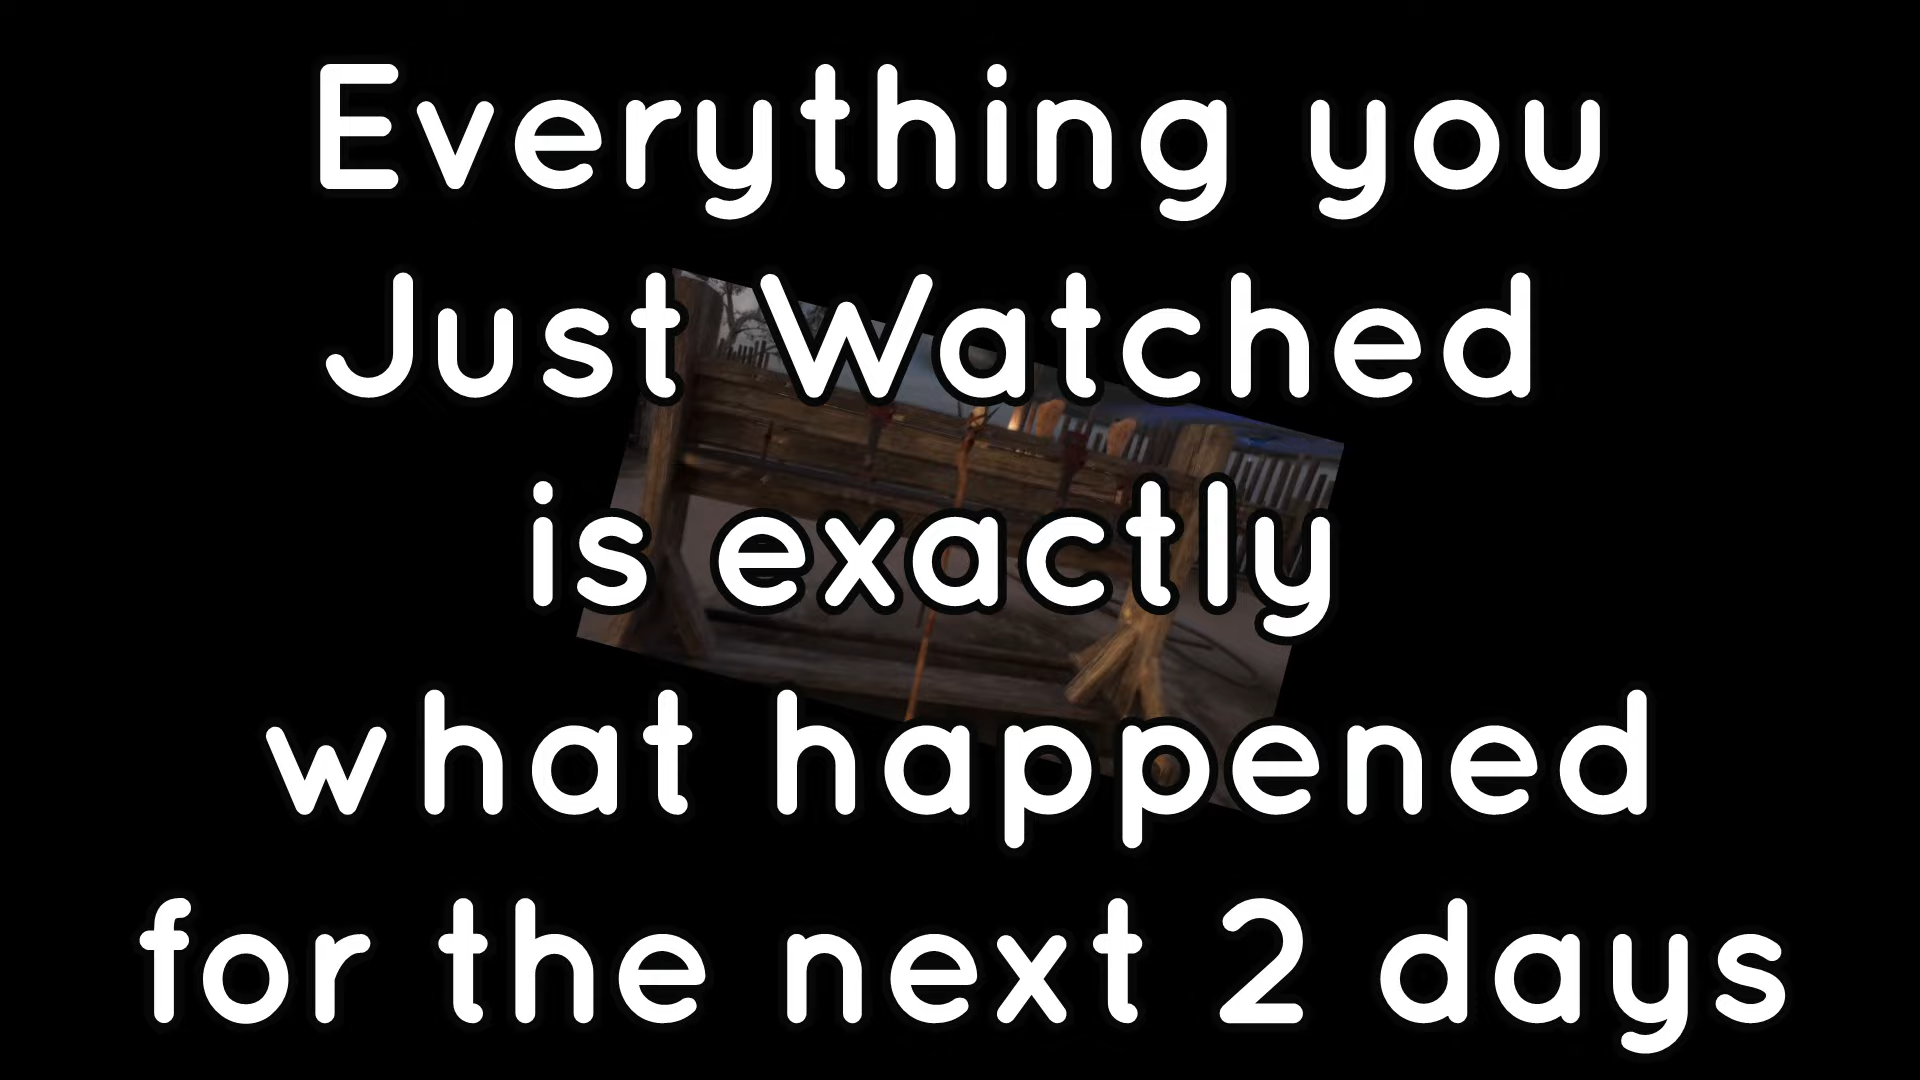 Everything you
Just Watched
is exactly
what happened
for the next 2 days